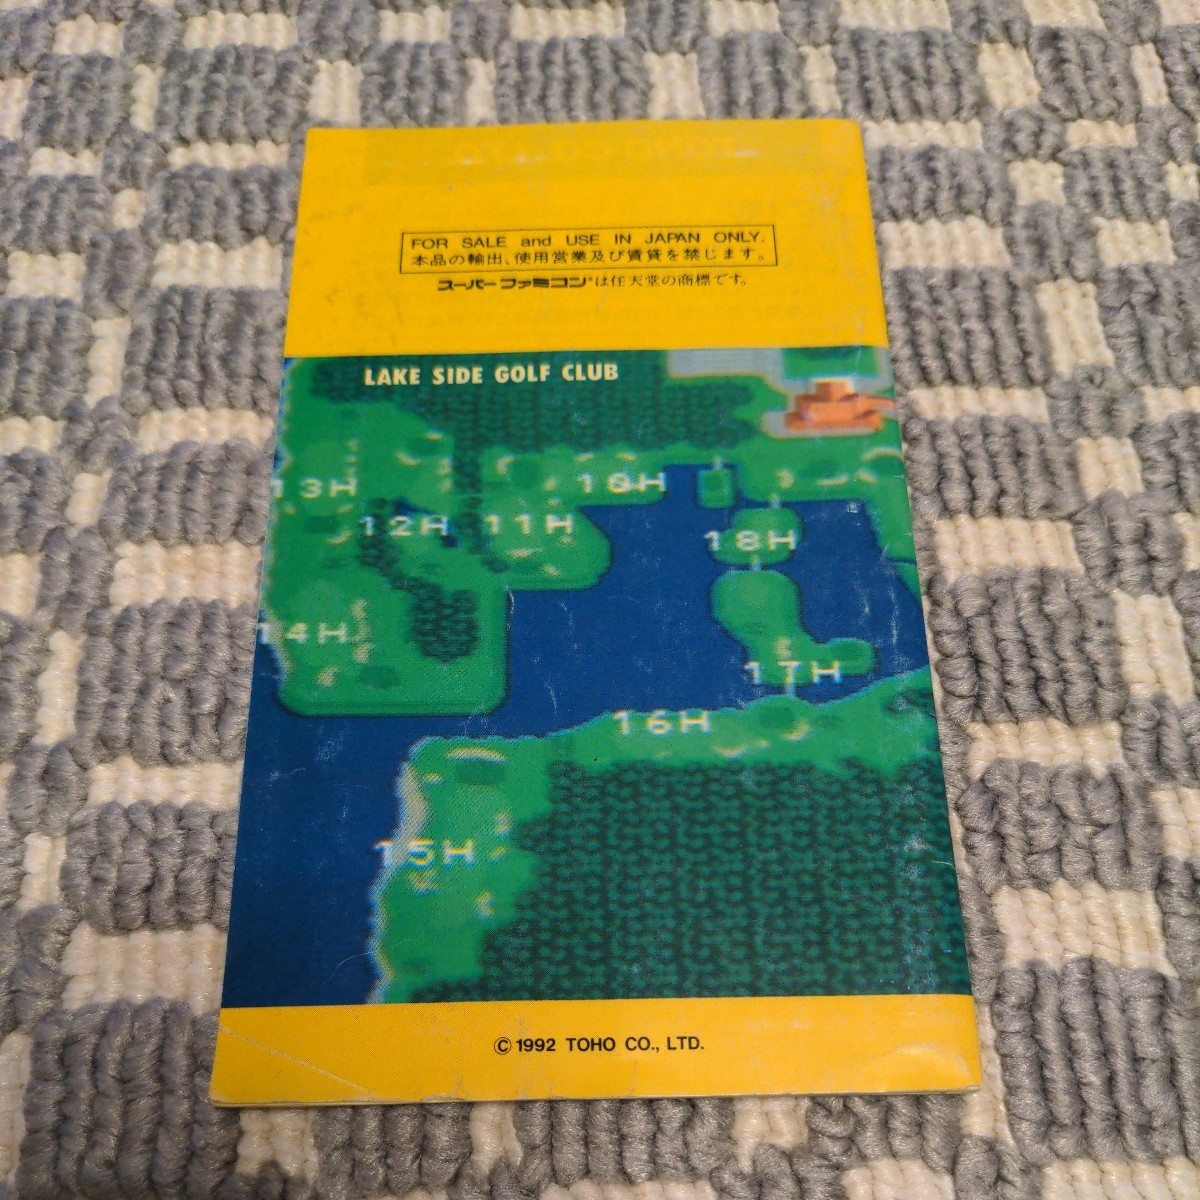 FOR SALE and USE IN JAPAN ONLY.
本品の輸出、使用営業及び賃貸を禁じます。
スーパーファミコン®は任天堂の商標です。
LAKE SIDE GOLF CLUB
13H
10H
12H
11H
18H
14H
17H
16H
15H
© 1992 TOHO CO., LTD.